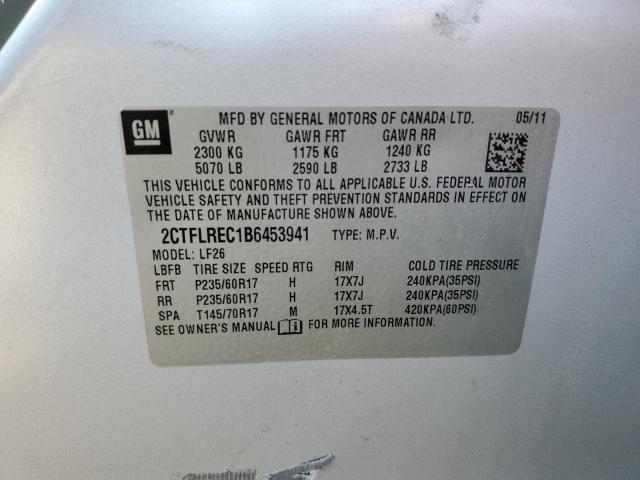 GM
MFD BY GENERAL MOTORS OF CANADA LTD. 05/11
GVWR GAWR FRT GAWR RR
2300 KG 1175 KG 1240 KG
5070 LB 2590 LB 2733 LB
THIS VEHICLE CONFORMS TO ALL APPLICABLE U.S. FEDERAL MOTOR
VEHICLE SAFETY AND THEFT PREVENTION STANDARDS IN EFFECT ON
THE DATE OF MANUFACTURE SHOWN ABOVE.
2CTFLREC1B6453941 TYPE: M.P.V.
MODEL: LF26
LBFB TIRE SIZE SPEED RTG RIM COLD TIRE PRESSURE
FRT P235/60R17 H 17X7J 240KPA(35PSI)
RR P235/60R17 H 17X7J 240KPA(35PSI)
SPA T145/70R17 M 17X4.5T 420KPA(60PSI)
SEE OWNER'S MANUAL FOR MORE INFORMATION.